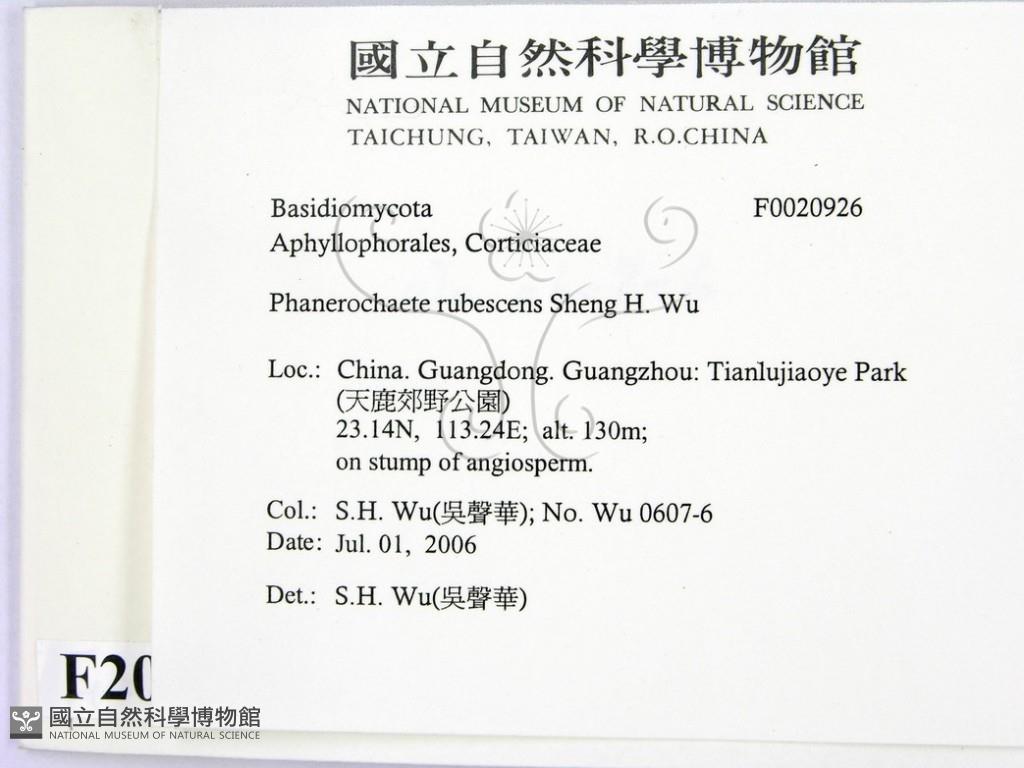 國立自然科學博物館
NATIONAL MUSEUM OF NATURAL SCIENCE
TAICHUNG, TAIWAN, R.O.CHINA
Basidiomycota F0020926
Aphyllophorales, Corticiaceae
Phanerochaete rubescens Sheng H. Wu
Loc.: China. Guangdong. Guangzhou: Tianlujiaoye Park
(天鹿郊野公園)
23.14N, 113.24E; alt. 130m;
on stump of angiosperm.
Col.: S.H. Wu(吳聲華); No. Wu 0607-6
Date: Jul. 01, 2006
Det.: S.H. Wu(吳聲華)
F20
國立自然科學博物館
NATIONAL MUSEUM OF NATURAL SCIENCE